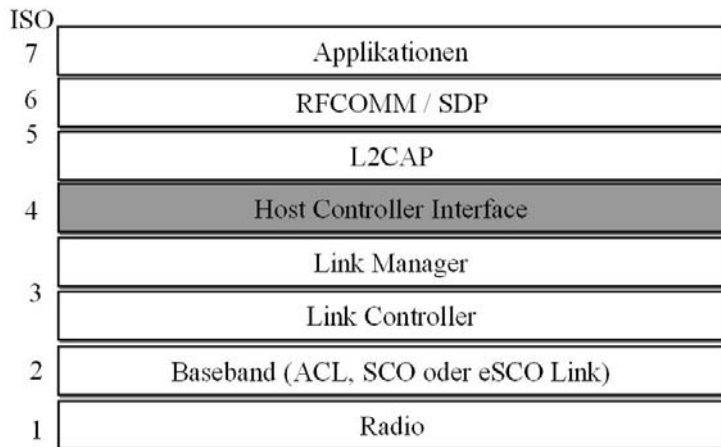 ISO
7 Applikationen
6 RFCOMM / SDP
5
L2CAP
4 Host Controller Interface
Link Manager
3
Link Controller
2 Baseband (ACL, SCO oder eSCO Link)
1 Radio